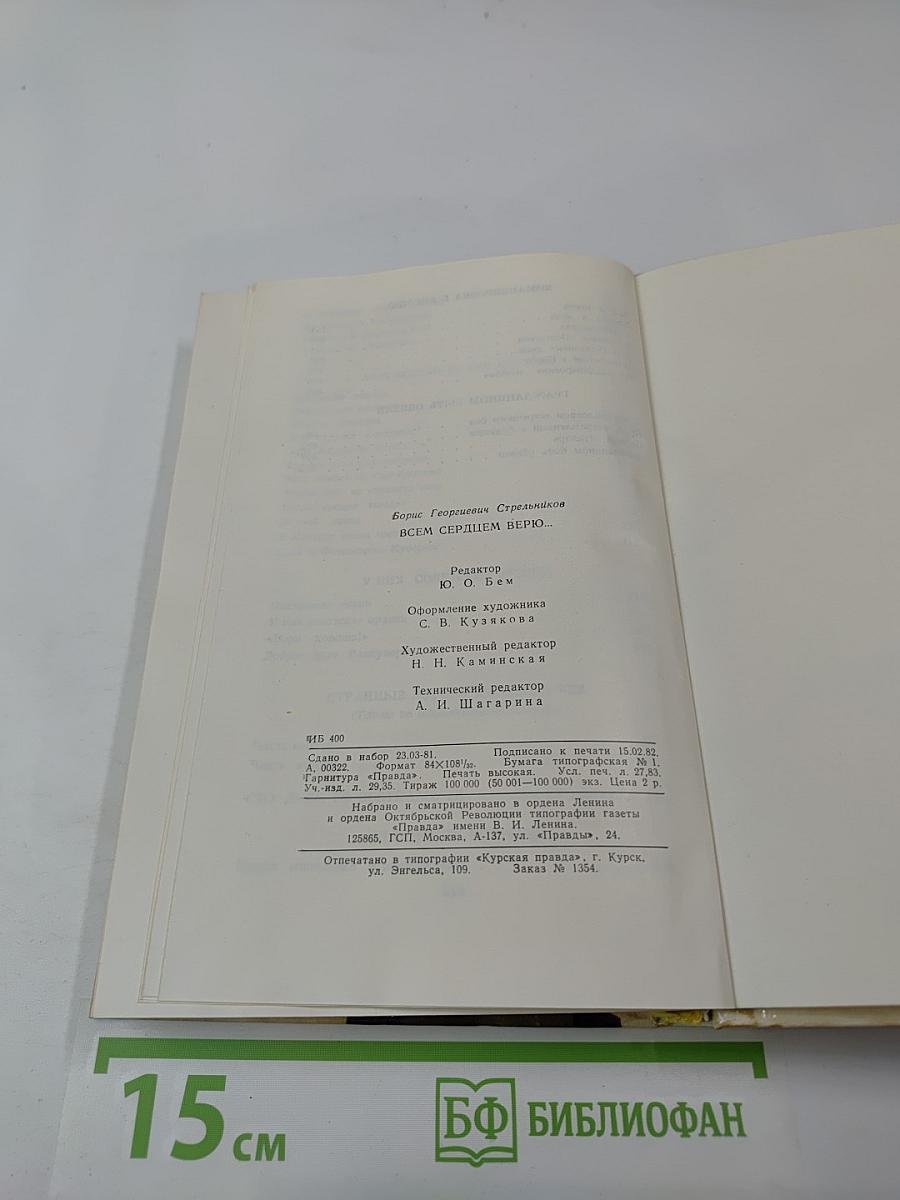 Борис Георгиевич Стрельников
ВСЕМ СЕРДЦЕМ ВЕРЮ...
Редактор
Ю. О. Бем
Оформление художника
С. В. Кузякова
Художественный редактор
Н. Н. Каминская
Технический редактор
А. И. Шагарина
ИБ 400
Сдано в набор 23.03-81. Подписано к печати 15.02.82.
А. 00322. Формат 84×108¹/₃₂. Бумага типографская № 1.
Гарнитура «Правда». Печать высокая. Усл. печ. л. 27,83.
Уч.-изд. л. 29,35. Тираж 100 000 (50 001—100 000) экз. Цена 2 р.
Набрано и сматрицировано в ордена Ленина
и ордена Октябрьской Революции типографии газеты
«Правда» имени В. И. Ленина.
125865, ГСП, Москва, А-137, ул. «Правды», 24.
Отпечатано в типографии «Курская правда», г. Курск,
ул. Энгельса, 109. Заказ № 1354.
15 см
БФ БИБЛИОФАН